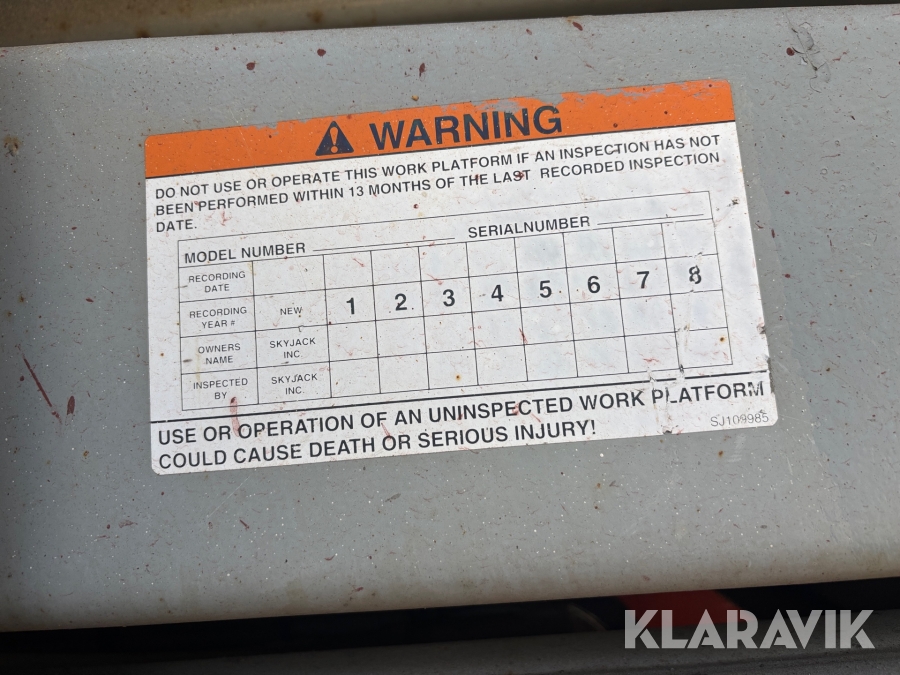 WARNING
DO NOT USE OR OPERATE THIS WORK PLATFORM IF AN INSPECTION HAS NOT
BEEN PERFORMED WITHIN 13 MONTHS OF THE LAST RECORDED INSPECTION
DATE.
MODEL NUMBER SERIALNUMBER
RECORDING
DATE
RECORDING
YEAR # NEW 1 2 3 4 5 6 7 8
OWNERS SKYJACK
NAME INC.
INSPECTED SKYJACK
BY INC.
USE OR OPERATION OF AN UNINSPECTED WORK PLATFORM
COULD CAUSE DEATH OR SERIOUS INJURY!
SJ109985
KLARAVIK